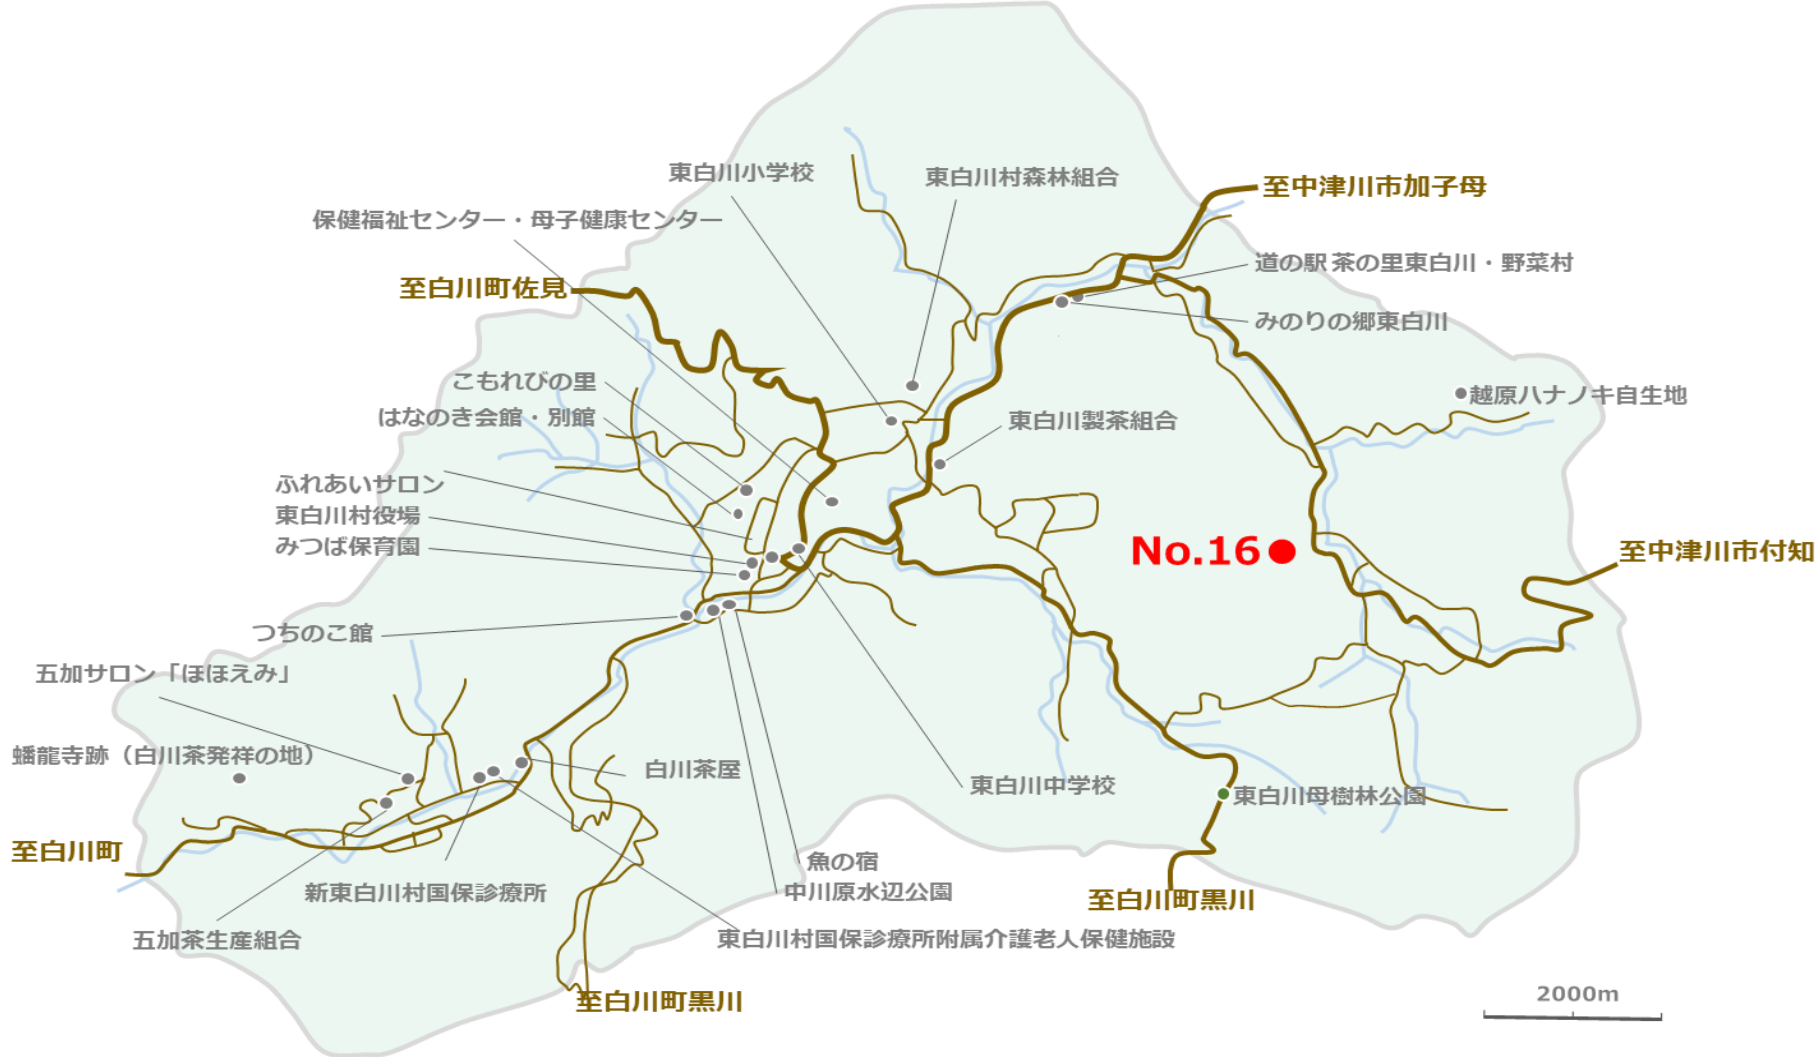 東白川小学校
東白川村森林組合
至中津川市加子母
保健福祉センター・母子健康センター
道の駅 茶の里東白川・野菜村
至白川町佐見
みのりの郷東白川
こもれびの里
越原ハナノキ自生地
はなのき会館・別館
東白川製茶組合
ふれあいサロン
東白川村役場
みつば保育園
No.16
至中津川市付知
つちのこ館
五加サロン「ほほえみ」
蟠龍寺跡（白川茶発祥の地）
白川茶屋
東白川中学校
東白川母樹林公園
至白川町
魚の宿
中川原水辺公園
新東白川村国保診療所
至白川町黒川
五加茶生産組合
東白川村国保診療所附属介護老人保健施設
至白川町黒川
2000m